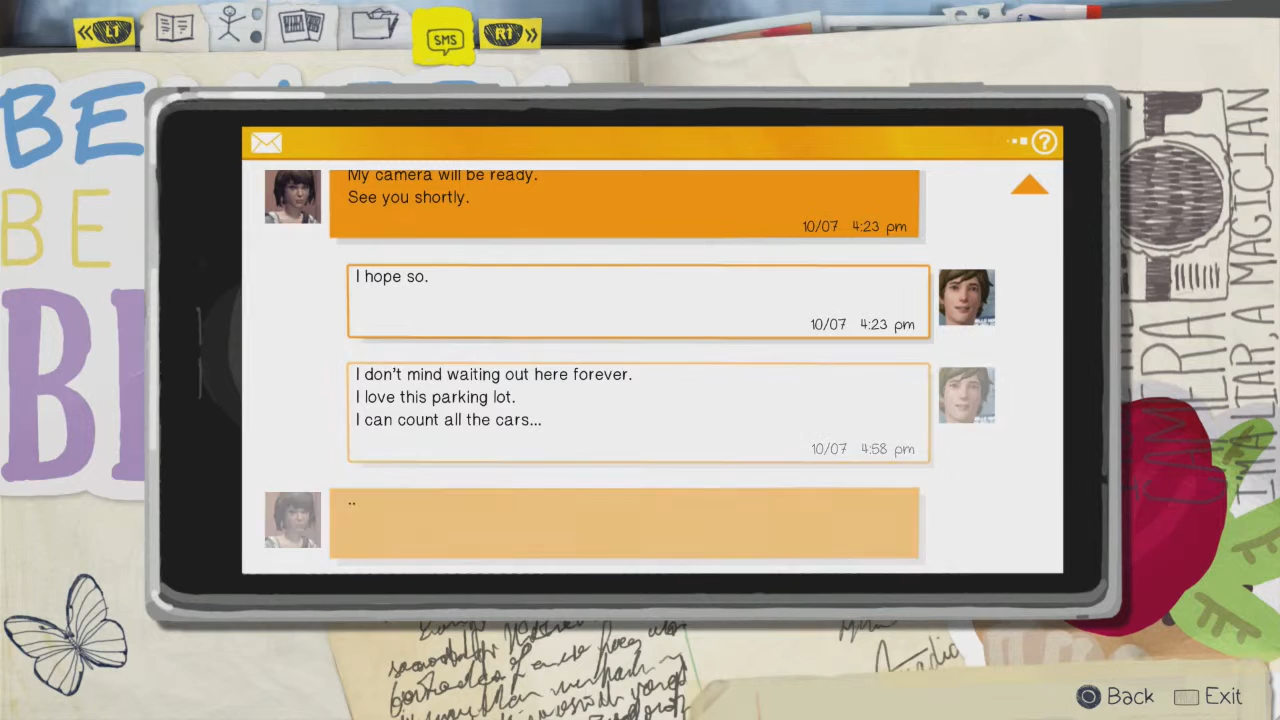 L1
SMS
R1
BE
BE
My camera will be ready.
See you shortly.
10/07 4:23 pm
I hope so.
10/07 4:23 pm
I don't mind waiting out here forever.
I love this parking lot.
I can count all the cars...
10/07 4:58 pm
..
CAMERA
LIAR, A MAGICIAN
Back
Exit